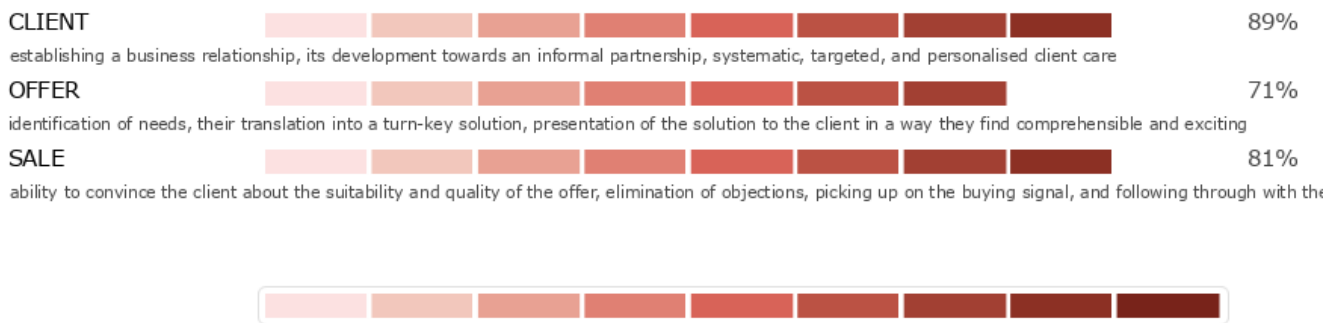 CLIENT 89%
establishing a business relationship, its development towards an informal partnership, systematic, targeted, and personalised client care
OFFER 71%
identification of needs, their translation into a turn-key solution, presentation of the solution to the client in a way they find comprehensible and exciting
SALE 81%
ability to convince the client about the suitability and quality of the offer, elimination of objections, picking up on the buying signal, and following through with the